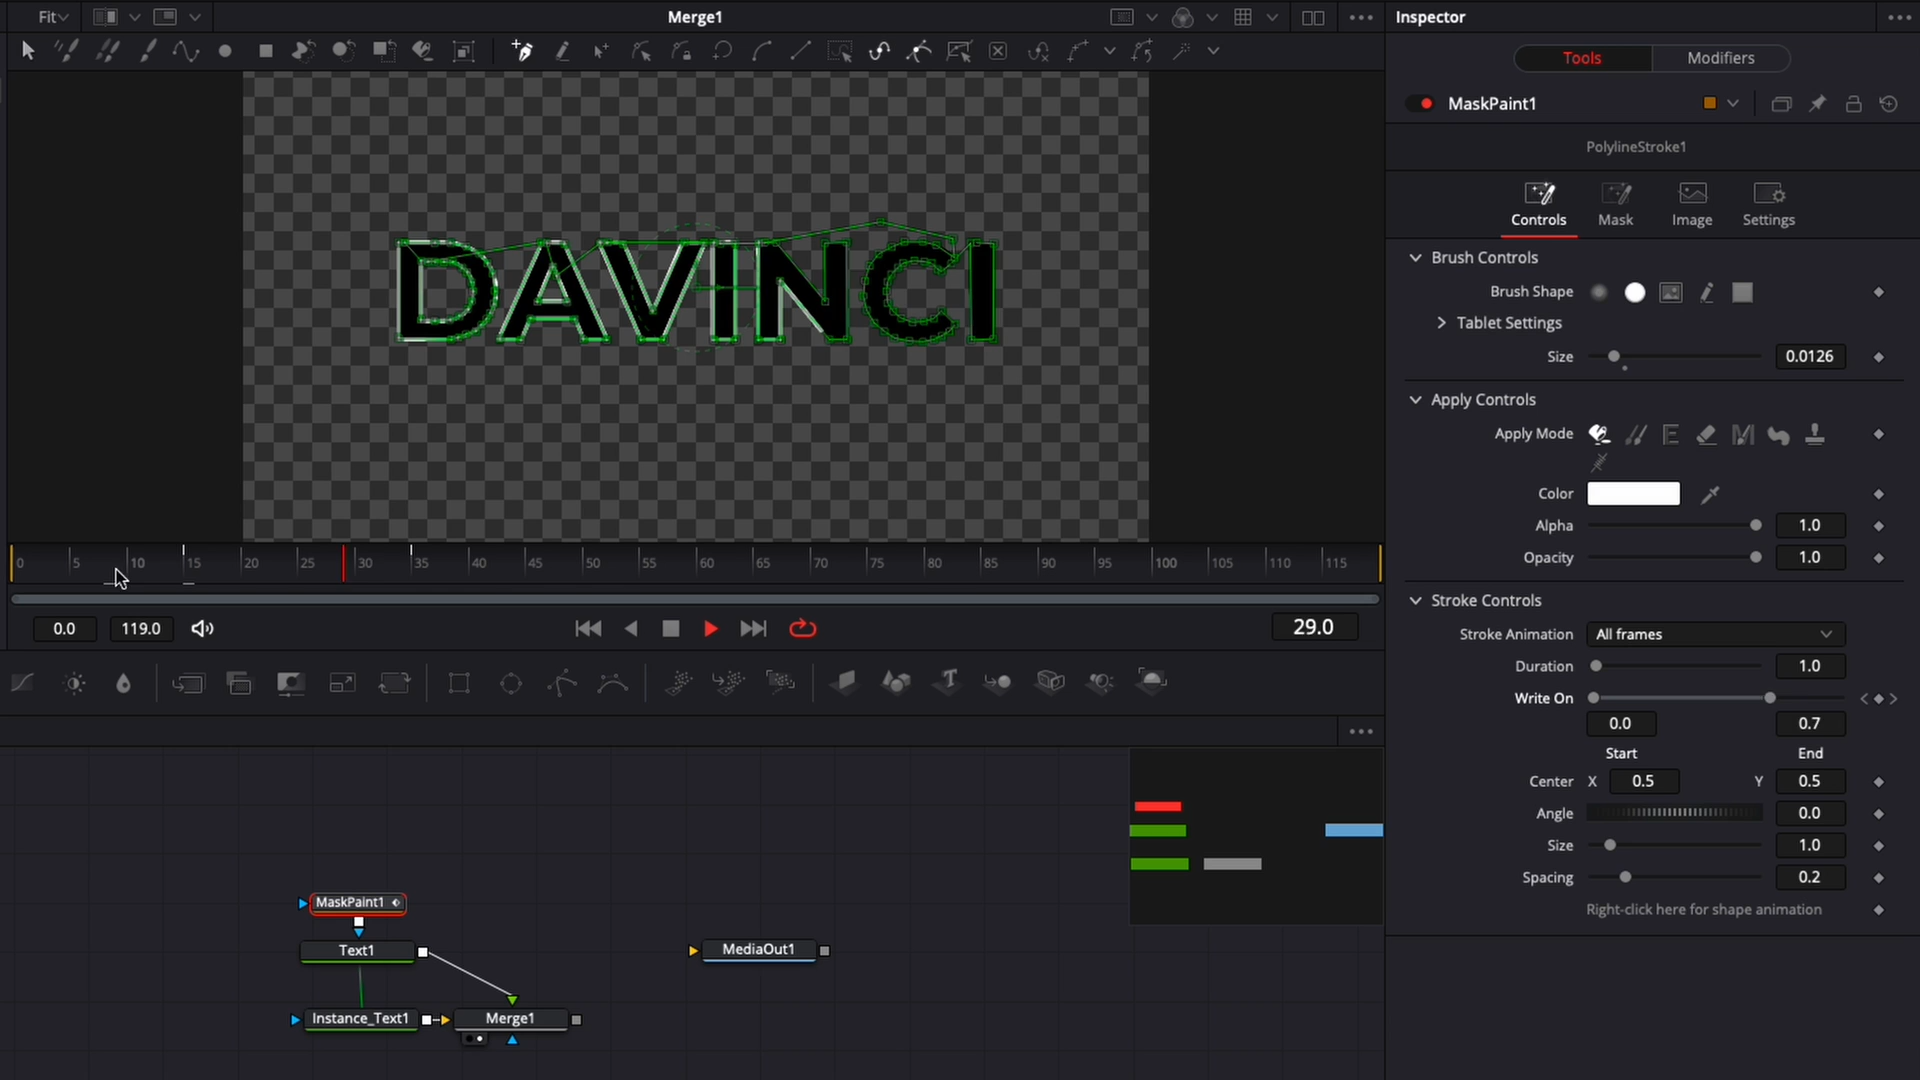 Fit
Merge1
Inspector
Tools
Modifiers
MaskPaint1
PolylineStroke1
Controls
Mask
Image
Settings
Brush Controls
Brush Shape
Tablet Settings
Size
0.0126
Apply Controls
Apply Mode
Color
Alpha
1.0
Opacity
1.0
Stroke Controls
Stroke Animation
All frames
Duration
1.0
Write On
0.0
0.7
Start
End
Center
X
0.5
Y
0.5
Angle
0.0
Size
1.0
Spacing
0.2
Right-click here for shape animation
DAVINCI
0 5 10 15 20 25 30 35 40 45 50 55 60 65 70 75 80 85 90 95 100 105 110 115
0.0
119.0
29.0
MaskPaint1
Text1
MediaOut1
Instance_Text1
Merge1